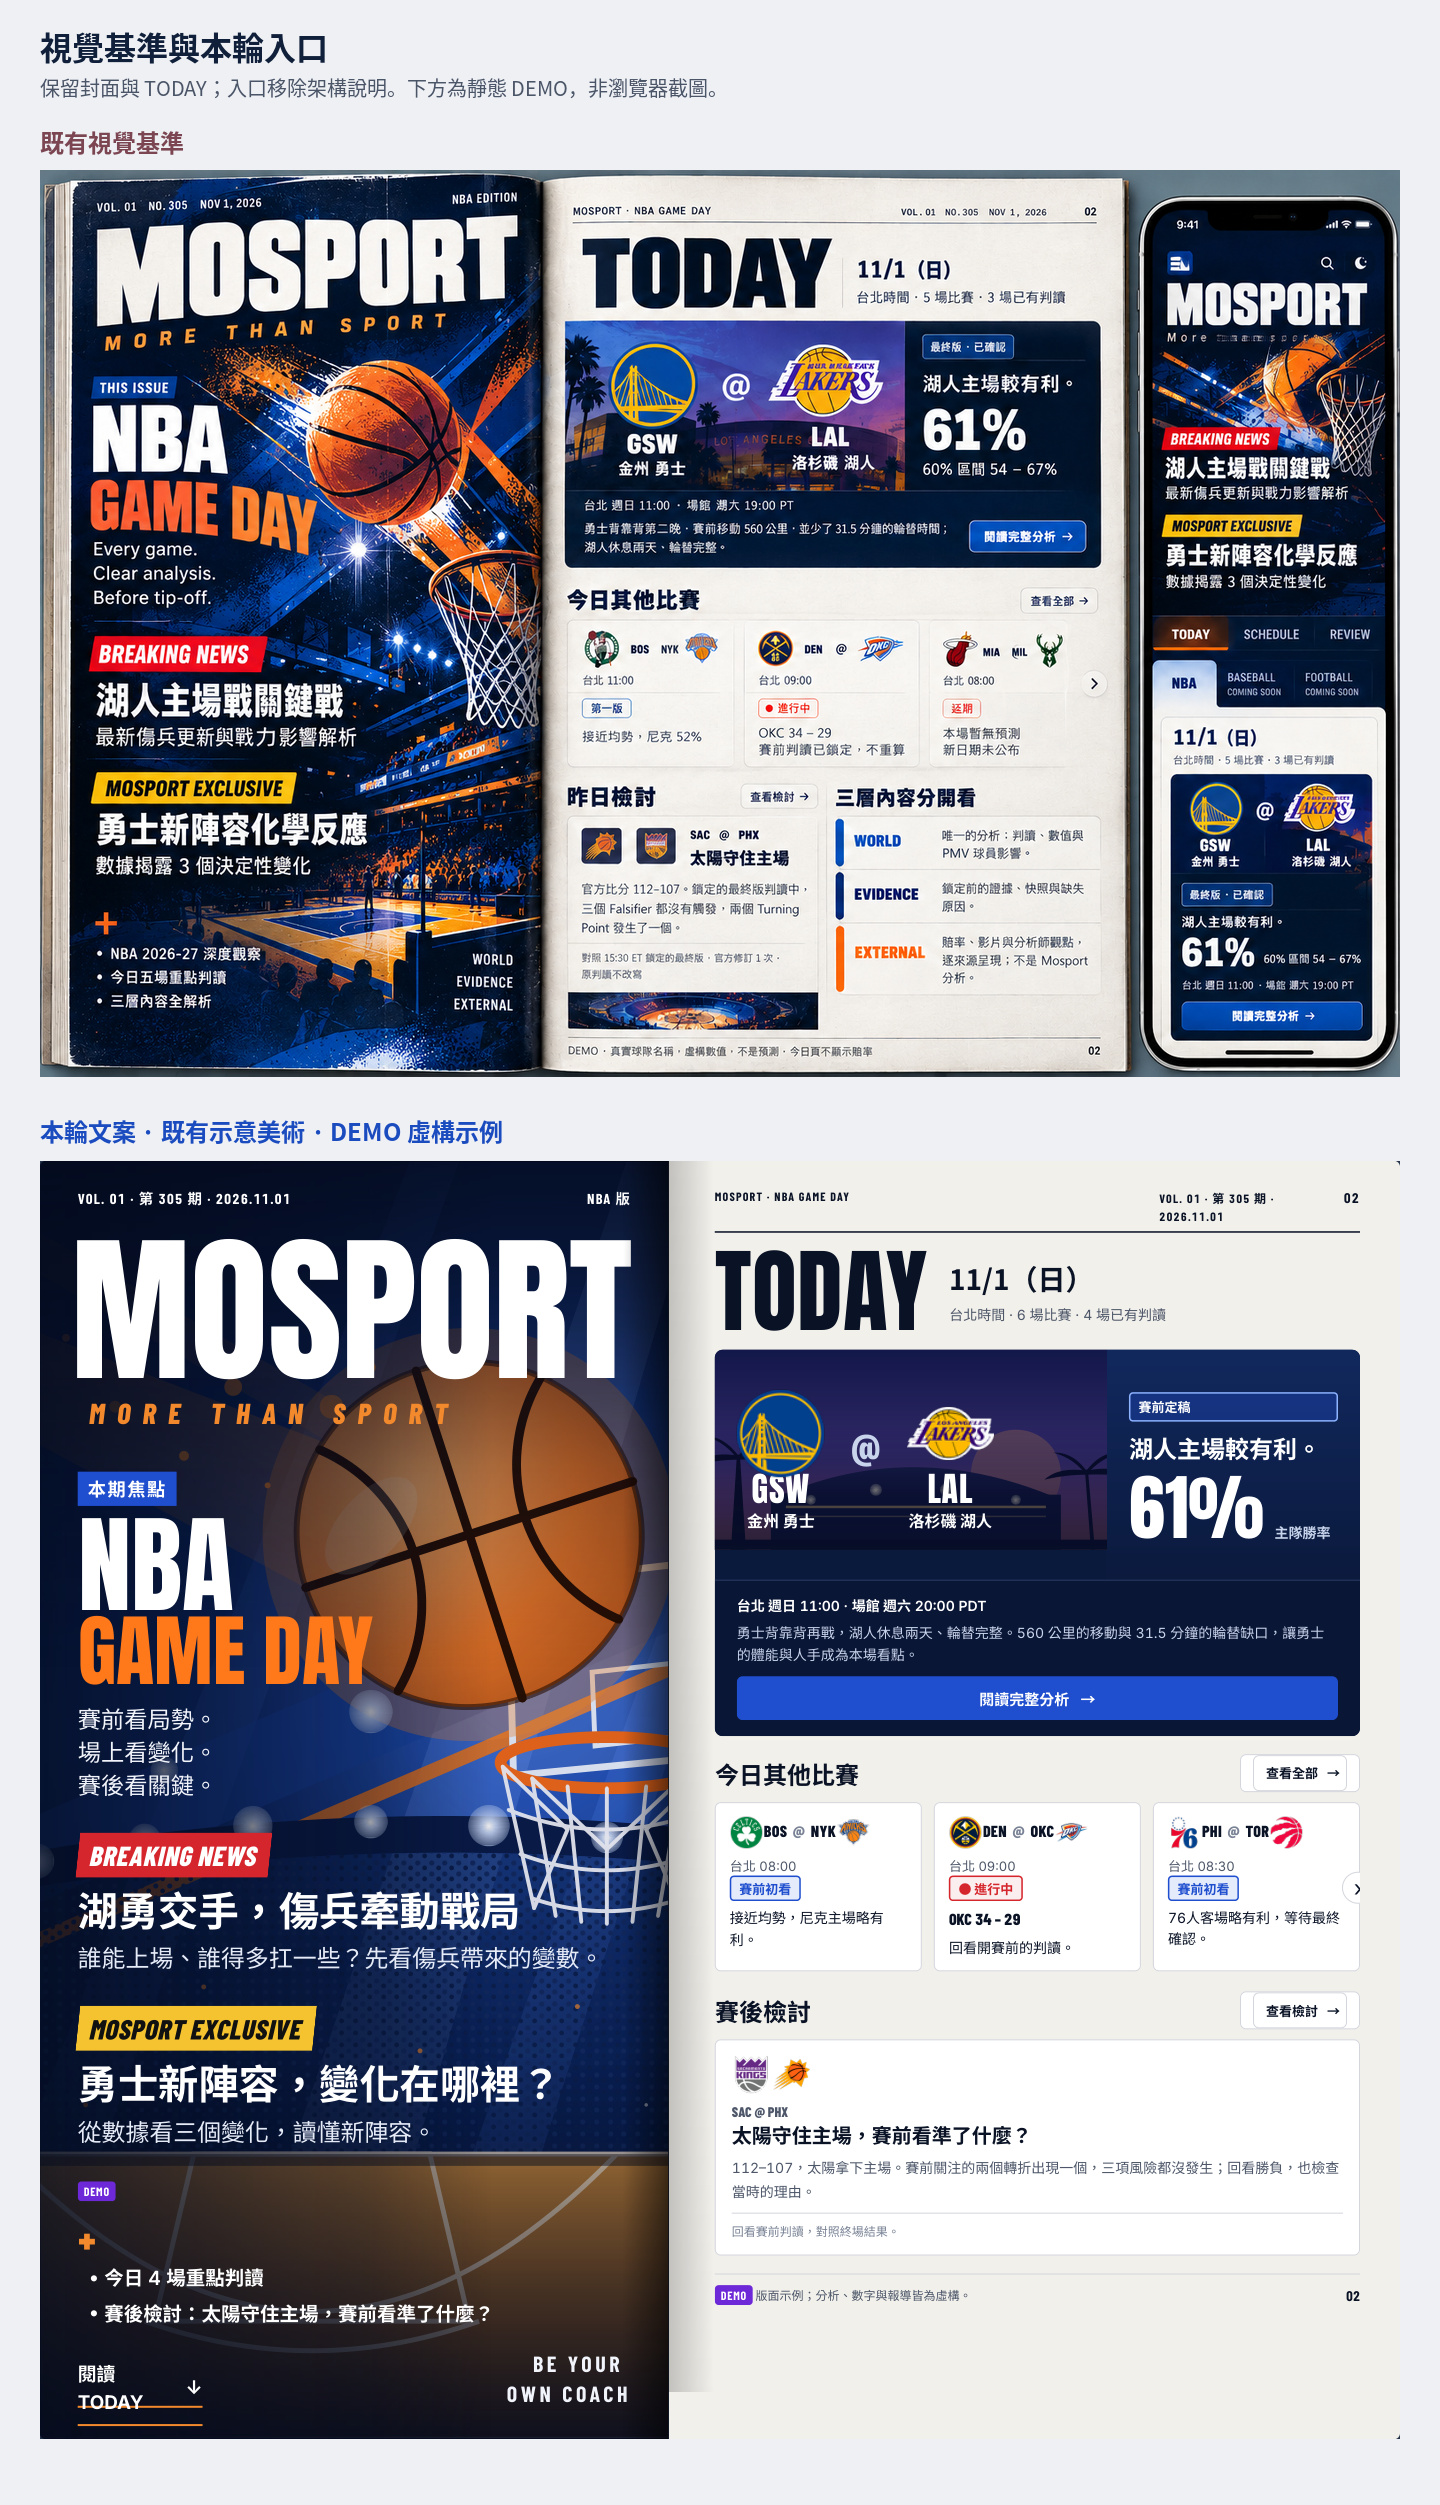 視覺基準與本輪入口
保留封面與 TODAY；入口移除架構說明。下方為靜態 DEMO，非瀏覽器截圖。
既有視覺基準
VOL. 01 NO. 305 NOV 1, 2026
NBA EDITION
MOSPORT
MORE THAN SPORT
THIS ISSUE
NBA
GAME DAY
Every game.
Clear analysis.
Before tip-off.
BREAKING NEWS
湖人主場戰關鍵戰
最新傷兵更新與戰力影響解析
MOSPORT EXCLUSIVE
勇士新陣容化學反應
數據揭露 3 個決定性變化
+
• NBA 2026-27 深度觀察
• 今日五場重點判讀
• 三層內容全解析
WORLD
EVIDENCE
EXTERNAL
MOSPORT · NBA GAME DAY
VOL. 01 NO. 305 NOV 1, 2026
02
TODAY
11/1（日）
台北時間 · 5 場比賽 · 3 場已有判讀
@
LAKERS
LOS ANGELES
GSW
金州 勇士
LAL
洛杉磯 湖人
最終版 · 已確認
湖人主場較有利。
61%
60% 區間 54 – 67%
台北 週日 11:00 · 場館 週六 19:00 PT
勇士背靠背第二晚 · 賽前移動 560 公里 · 並少了 31.5 分鐘的輪替時間；
湖人休息兩天、輪替完整。
閱讀完整分析 →
今日其他比賽
查看全部 →
BOS NYK
台北 11:00
第一版
接近均勢，尼克 52%
DEN @ OKC
台北 09:00
進行中
OKC 34 – 29
賽前判讀已鎖定，不重算
MIA MIL
台北 08:00
延期
本場暫無預測
新日期未公布
昨日檢討
查看檢討 →
SAC @ PHX
太陽守住主場
官方比分 112–107。鎖定的最終版判讀中，
三個 Falsifier 都沒有觸發，兩個 Turning
Point 發生了一個。
對照 15:30 ET 鎖定的最終版 · 官方修訂 1 次 ·
原判讀不改寫
三層內容分開看
WORLD
唯一的分析：判讀、數值與
PMV 球員影響。
EVIDENCE
鎖定前的證據、快照與缺失
原因。
EXTERNAL
賠率、影片與分析師觀點，
逐來源呈現；不是 Mosport
分析。
DEMO · 真實球隊名稱，虛構數值，不是預測 · 今日頁不顯示賠率
02
9:41
MOSPORT
BREAKING NEWS
湖人主場戰關鍵戰
最新傷兵更新與戰力影響解析
MOSPORT EXCLUSIVE
勇士新陣容化學反應
數據揭露 3 個決定性變化
TODAY SCHEDULE REVIEW
NBA
BASEBALL
COMING SOON
FOOTBALL
COMING SOON
11/1（日）
台北時間 · 5 場比賽 · 3 場已有判讀
@
LAKERS
GSW
金州 勇士
LAL
洛杉磯 湖人
最終版 · 已確認
湖人主場較有利。
61% 60% 區間 54 – 67%
台北 週日 11:00 · 場館 週六 19:00 PT
閱讀完整分析 →
本輪文案 · 既有示意美術 · DEMO 虛構示例
VOL. 01 · 第 305 期 · 2026.11.01
NBA 版
MOSPORT
MORE THAN SPORT
本期焦點
NBA
GAME DAY
賽前看局勢。
場上看變化。
賽後看關鍵。
BREAKING NEWS
湖勇交手，傷兵牽動戰局
誰能上場、誰得多扛一些？先看傷兵帶來的變數。
MOSPORT EXCLUSIVE
勇士新陣容，變化在哪裡？
從數據看三個變化，讀懂新陣容。
DEMO
• 今日 4 場重點判讀
• 賽後檢討：太陽守住主場，賽前看準了什麼？
閱讀
TODAY ↓
BE YOUR
OWN COACH
MOSPORT · NBA GAME DAY
VOL. 01 · 第 305 期 ·
2026.11.01
02
TODAY
11/1（日）
台北時間 · 6 場比賽 · 4 場已有判讀
@
LOS ANGELES
LAKERS
GSW
金州 勇士
LAL
洛杉磯 湖人
賽前定稿
湖人主場較有利。
61% 主隊勝率
台北 週日 11:00 · 場館 週六 20:00 PDT
勇士背靠背再戰，湖人休息兩天、輪替完整。560 公里的移動與 31.5 分鐘的輪替缺口，讓勇士
的體能與人手成為本場看點。
閱讀完整分析 →
今日其他比賽
查看全部 →
BOS @ NYK
台北 08:00
賽前初看
接近均勢，尼克主場略有
利。
DEN @ OKC
台北 09:00
進行中
OKC 34 – 29
回看開賽前的判讀。
76 PHI @ TOR
台北 08:30
賽前初看
76人客場略有利，等待最終
確認。
賽後檢討
查看檢討 →
KINGS
SAC @ PHX
太陽守住主場，賽前看準了什麼？
112–107，太陽拿下主場。賽前關注的兩個轉折出現一個，三項風險都沒發生；回看勝負，也檢查
當時的理由。
回看賽前判讀，對照終場結果。
DEMO 版面示例；分析、數字與報導皆為虛構。
02